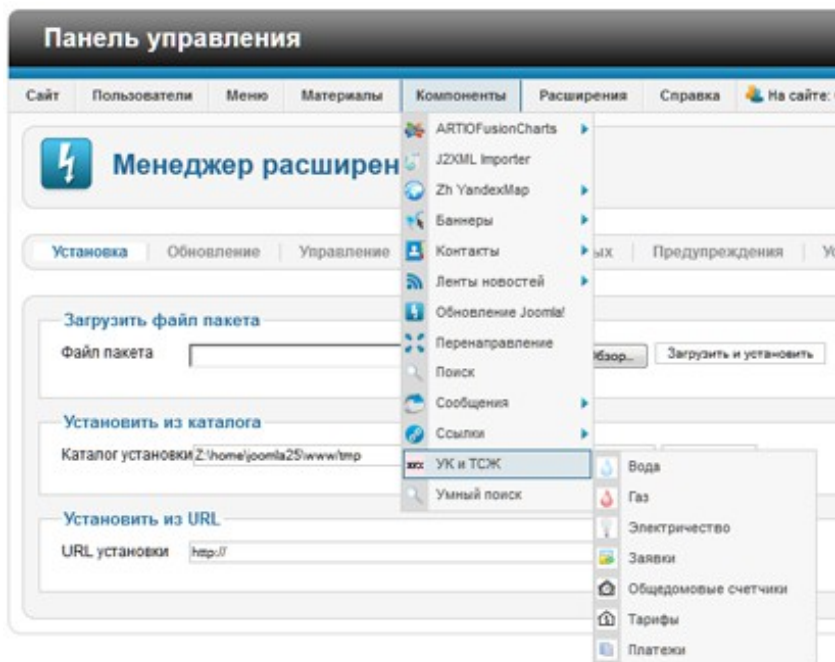 Панель управления
Сайт Пользователи Меню Материалы Компоненты Расширения Справка На сайте:
Менеджер расширен
Установка Обновление Управление ых Предупреждения
ARTIOFusionCharts
J2XML Importer
Zh YandexMap
Баннеры
Контакты
Ленты новостей
Обновление Joomla!
Перенаправление
Поиск
Сообщения
Ссылки
УК и ТСЖ
Умный поиск
Загрузить файл пакета
Файл пакета Обзор... Загрузить и установить
Установить из каталога
Каталог установки Z:\home\joomla25\www/tmp
Установить из URL
URL установки http://
Вода
Газ
Электричество
Заявки
Общедомовые счетчики
Тарифы
Платежи